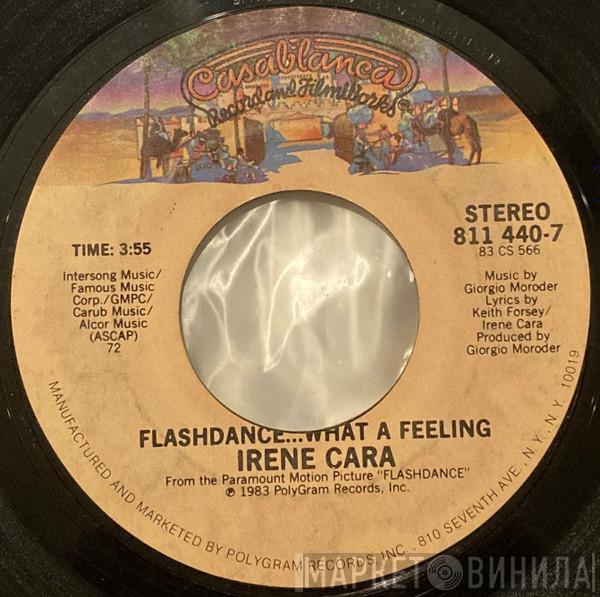 Casablanca
Record and FilmWorks
STEREO
811 440-7
83 CS 566
TIME: 3:55
Intersong Music/
Famous Music
Corp./GMPC/
Carub Music/
Alcor Music
(ASCAP)
72
Music by
Giorgio Moroder
Lyrics by
Keith Forsey/
Irene Cara
Produced by
Giorgio Moroder
FLASHDANCE...WHAT A FEELING
IRENE CARA
From the Paramount Motion Picture "FLASHDANCE"
℗ 1983 PolyGram Records, Inc.
MANUFACTURED AND MARKETED BY POLYGRAM RECORDS, INC., 810 SEVENTH AVE., N.Y., N.Y. 10019
МАРКЕТ ВИНИЛА